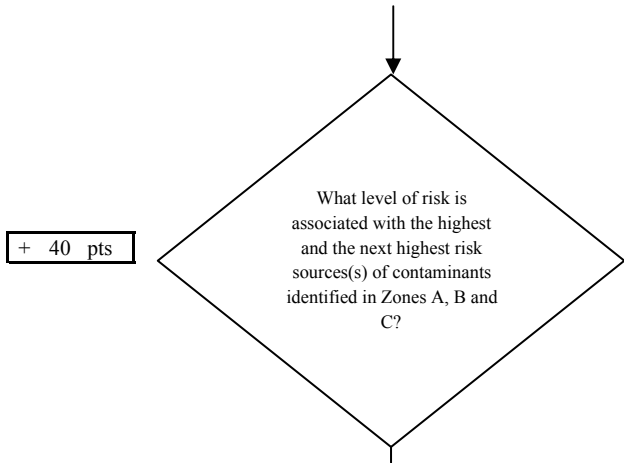 What level of risk is
associated with the highest
+ 40 pts
and the next highest risk
sources(s) of contaminants
identified in Zones A, B and
C?